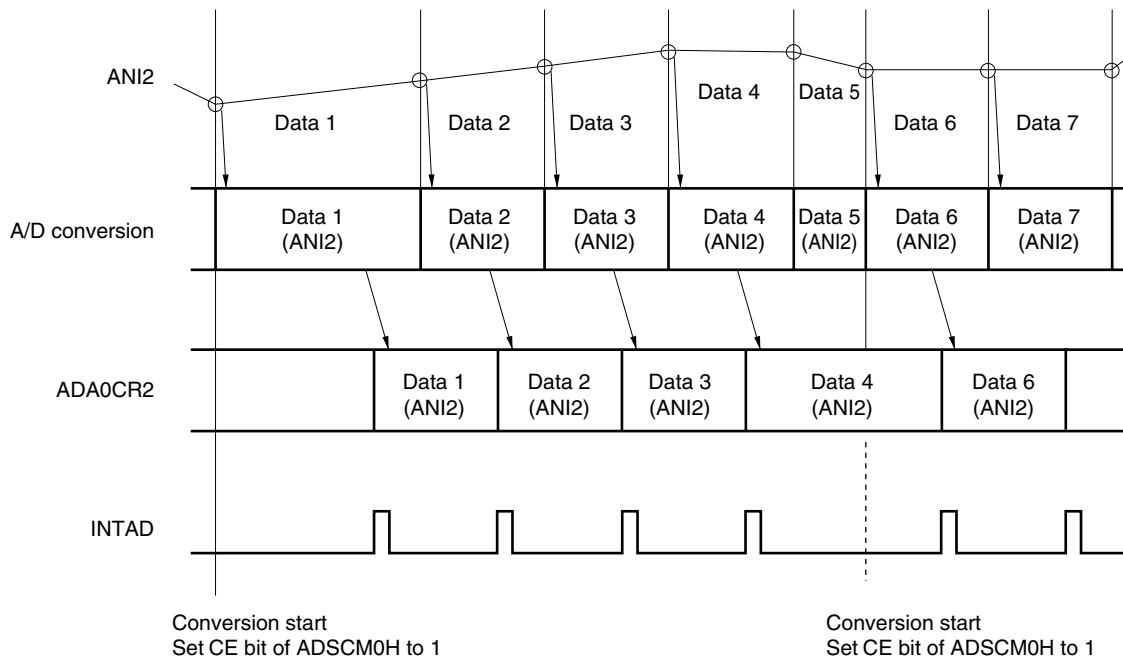 ANI2
Data 1
Data 2
Data 3
Data 4
Data 5
Data 6
Data 7
A/D conversion
Data 1
(ANI2)
Data 2
(ANI2)
Data 3
(ANI2)
Data 4
(ANI2)
Data 5
(ANI2)
Data 6
(ANI2)
Data 7
(ANI2)
ADA0CR2
Data 1
(ANI2)
Data 2
(ANI2)
Data 3
(ANI2)
Data 4
(ANI2)
Data 6
(ANI2)
INTAD
Conversion start
Set CE bit of ADSCM0H to 1
Conversion start
Set CE bit of ADSCM0H to 1